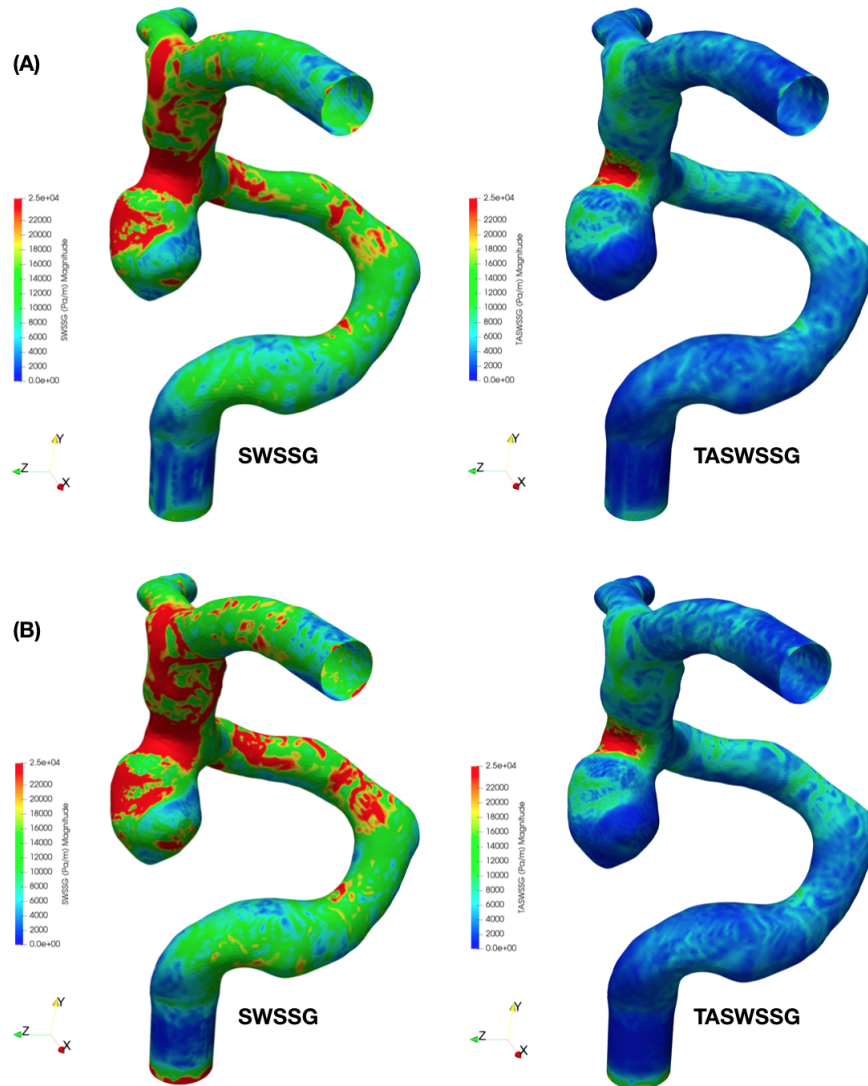 (A)
2.5e+04
22000
20000
18000
16000
14000
12000
10000
8000
6000
4000
2000
0.0e+00
SWSSG (Pa/m) Magnitude
Y
Z
X
SWSSG
2.5e+04
22000
20000
18000
16000
14000
12000
10000
8000
6000
4000
2000
0.0e+00
TASWSSG (Pa/m) Magnitude
Y
Z
X
TASWSSG
(B)
2.5e+04
22000
20000
18000
16000
14000
12000
10000
8000
6000
4000
2000
0.0e+00
SWSSG (Pa/m) Magnitude
Y
Z
X
SWSSG
2.5e+04
22000
20000
18000
16000
14000
12000
10000
8000
6000
4000
2000
0.0e+00
TASWSSG (Pa/m) Magnitude
Y
Z
X
TASWSSG